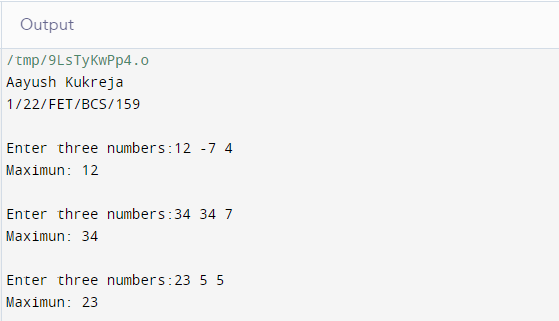 Output
/tmp/9LsTyKwPp4.o
Aayush Kukreja
1/22/FET/BCS/159
Enter three numbers:12 -7 4
Maximun: 12
Enter three numbers:34 34 7
Maximun: 34
Enter three numbers:23 5 5
Maximun: 23